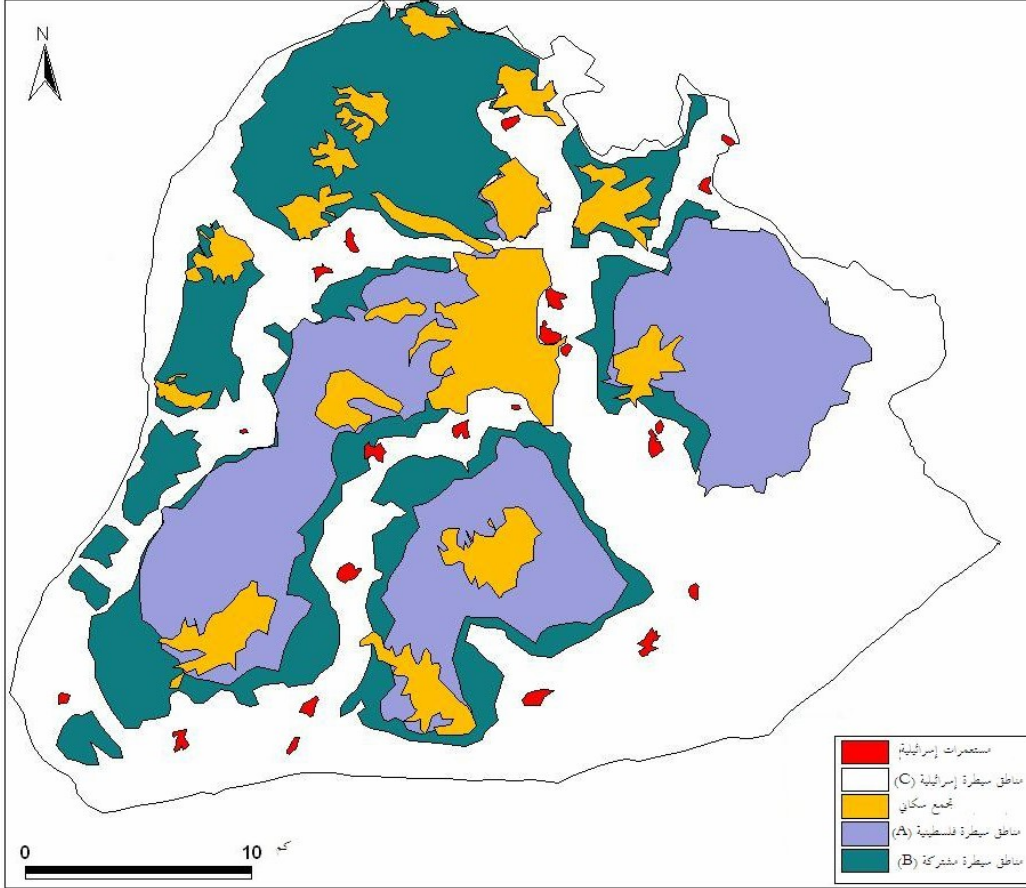 N
مستعمرات إسرائيلية
مناطق سيطرة إسرائيلية (C)
تجمع سكاني
مناطق سيطرة فلسطينية (A)
مناطق سيطرة مشتركة (B)
0 10 كم